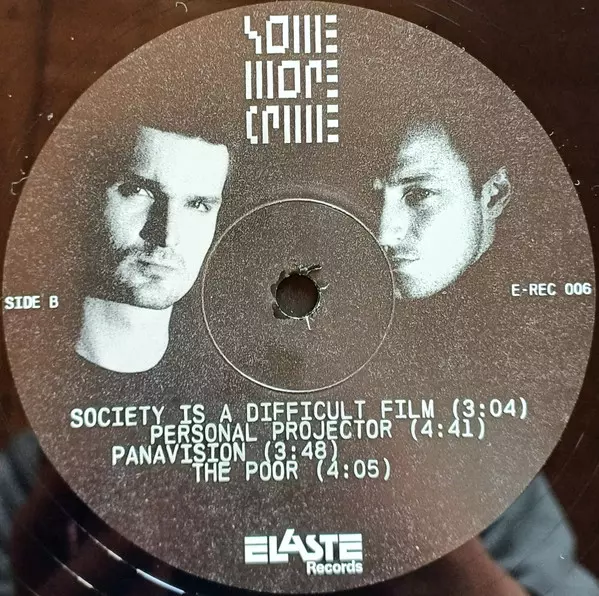 SOME
MORE
CRIME
SIDE B
E-REC 006
SOCIETY IS A DIFFICULT FILM (3:04)
PERSONAL PROJECTOR (4:41)
PANAVISION (3:48)
THE POOR (4:05)
ELASTE
Records